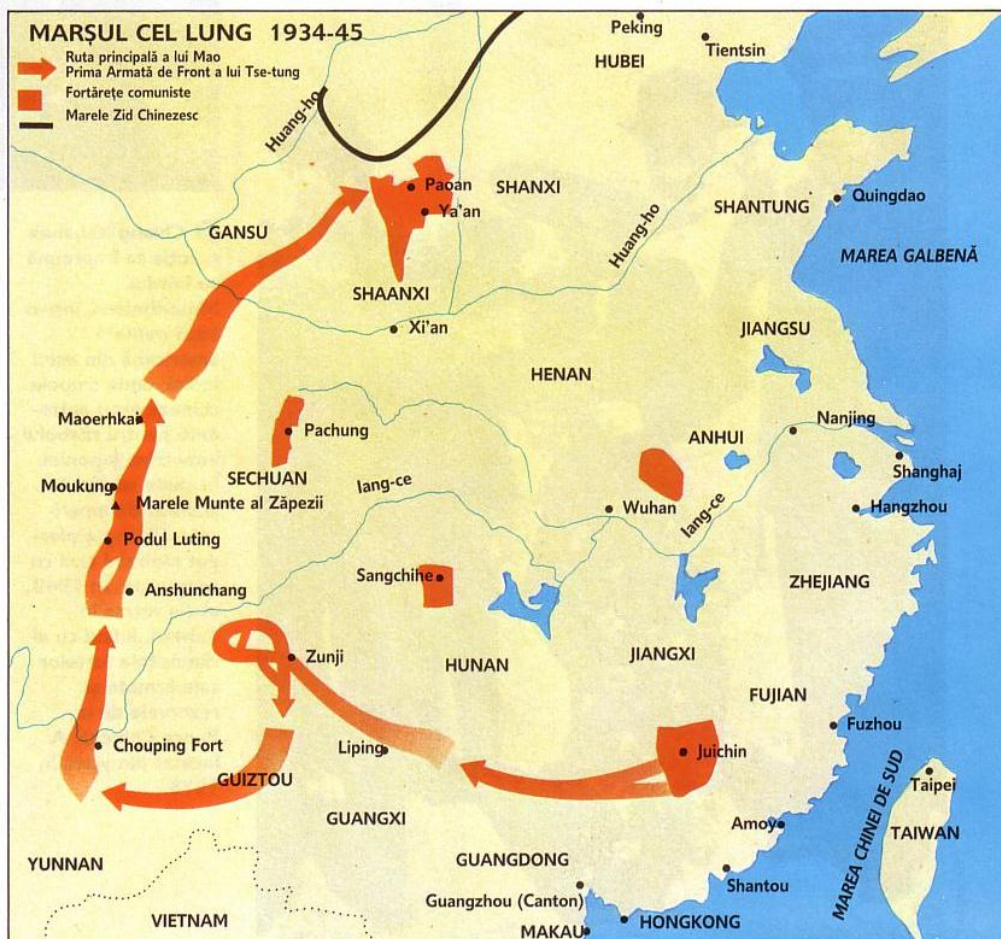 MARŞUL CEL LUNG 1934-45
Ruta principală a lui Mao
Prima Armată de Front a lui Tse-tung
Fortăreţe comuniste
Marele Zid Chinezesc
Peking
Tientsin
HUBEI
Huang-ho
Paoan
SHANXI
Ya'an
SHANTUNG
Quingdao
GANSU
Huang-ho
MAREA GALBENĂ
SHAANXI
Xi'an
JIANGSU
HENAN
Maoerhkai
Pachung
ANHUI
Nanjing
Shanghaj
SECHUAN
Moukung
Iang-ce
Marele Munte al Zăpezii
Wuhan
Iang-ce
Hangzhou
Podul Luting
Sangchihe
ZHEJIANG
Anshunchang
Zunji
HUNAN
JIANGXI
FUJIAN
Fuzhou
Chouping Fort
Liping
Juichin
GUIZTOU
Taipei
GUANGXI
Amoy
TAIWAN
MAREA CHINEI DE SUD
YUNNAN
GUANGDONG
Shantou
Guangzhou (Canton)
VIETNAM
HONGKONG
MAKAU